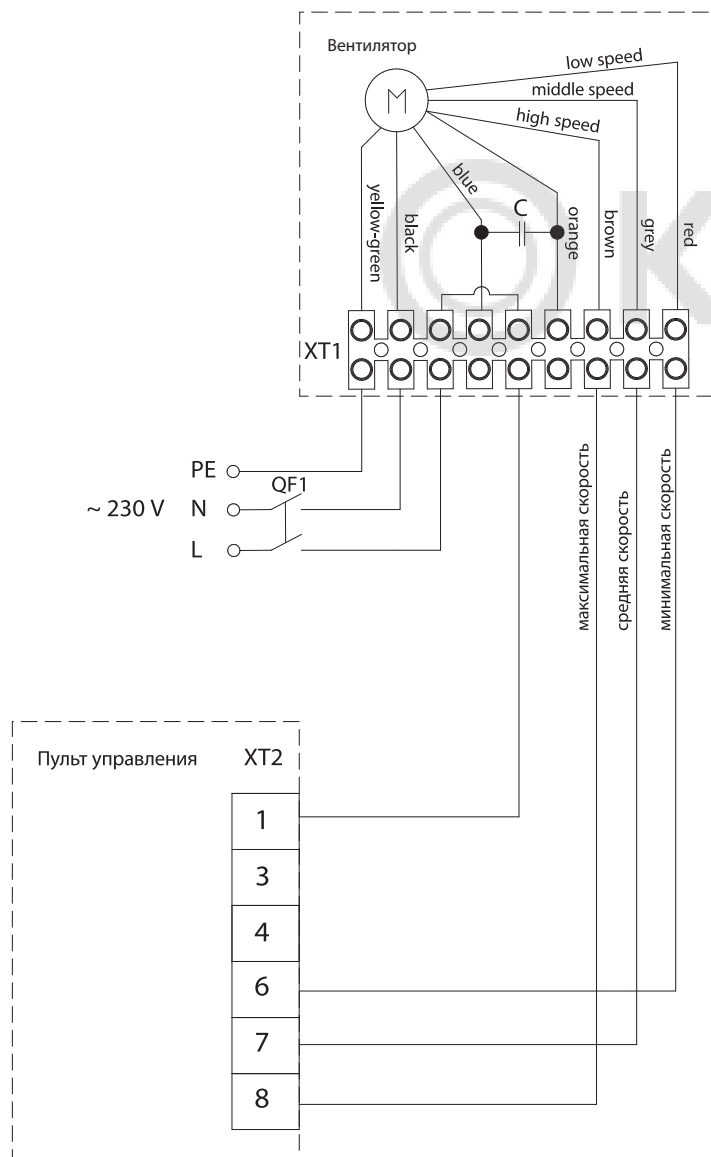 Вентилятор
low speed
middle speed
high speed
M
blue
yellow-green
black
C
orange
brown
grey
red
K
XT1
PE
QF1
~ 230 V
N
L
максимальная скорость
средняя скорость
минимальная скорость
Пульт управления
XT2
1
3
4
6
7
8